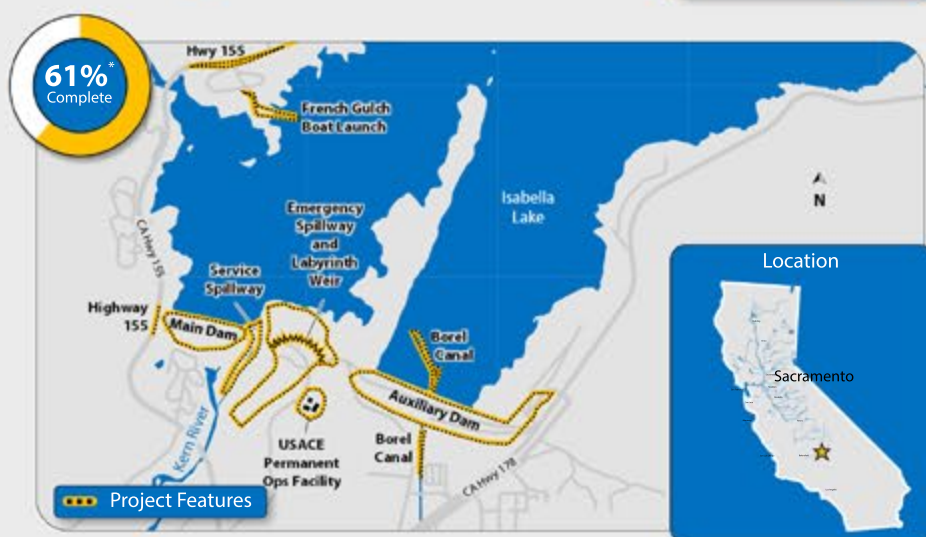 61%*
Complete
Hwy 155
French Gulch
Boat Launch
Isabella
Lake
N
CA Hwy 155
Emergency
Spillway
and
Labyrinth
Weir
Service
Spillway
Highway
155
Main Dam
Borel
Canal
Auxiliary Dam
Kern River
USACE
Permanent
Ops Facility
Borel
Canal
CA Hwy 178
Project Features
Location
Sacramento